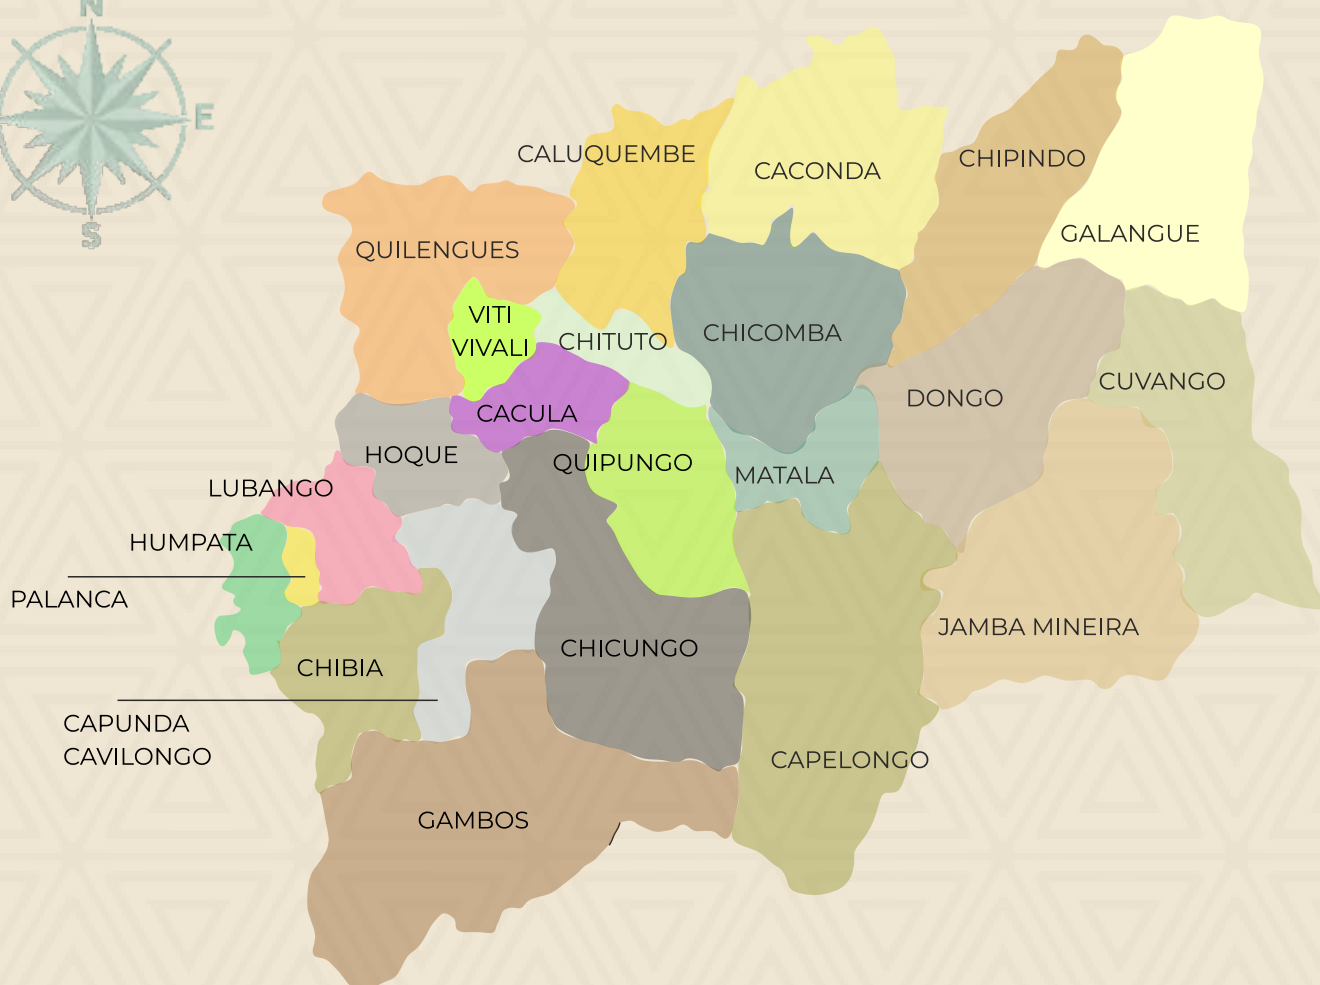 N
E
S
CALUQUEMBE
CACONDA
CHIPINDO
GALANGUE
QUILENGUES
VITI
VIVALI
CHITUTO
CHICOMBA
CUVANGO
DONGO
CACULA
HOQUE
QUIPUNGO
MATALA
LUBANGO
HUMPATA
PALANCA
JAMBA MINEIRA
CHICUNGO
CHIBIA
CAPUNDA
CAVILONGO
CAPELONGO
GAMBOS